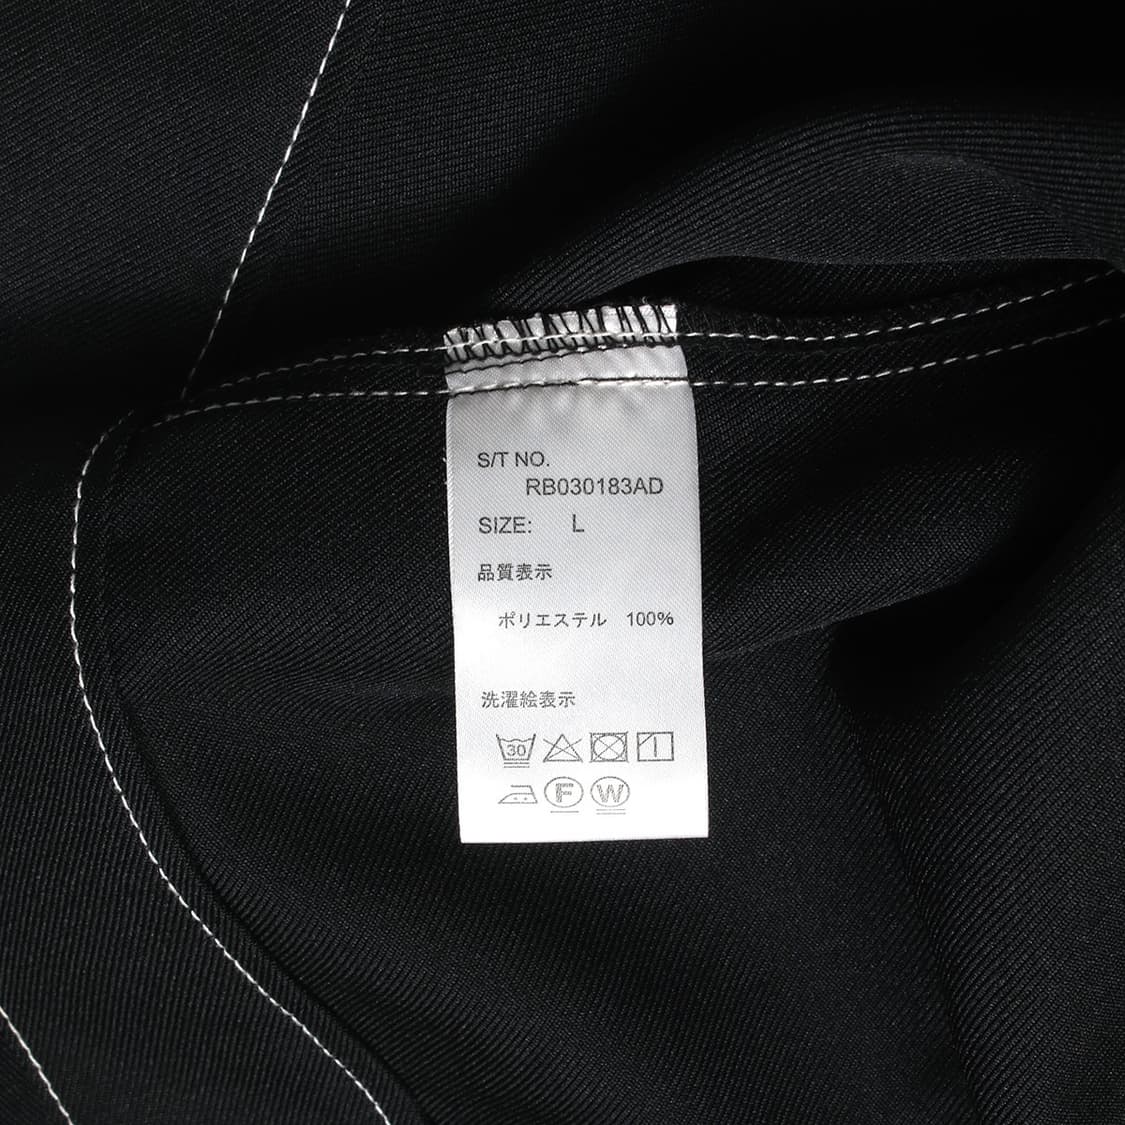 S/T NO.
RB030183AD
SIZE: L
品質表示
ポリエステル 100%
洗濯絵表示
30
F W